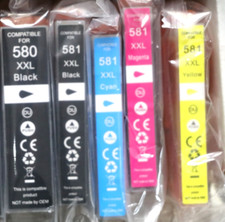 COMPATIBLE
FOR
580
XXL
Black
This is compatible
product
NOT MADE BY OEM
COMPATIBLE
FOR
581
XXL
Black
COMPATIBLE
FOR
581
XXL
Cyan
COMPATIBLE
FOR
581
XXL
Magenta
FOR
581
XXL
Yellow